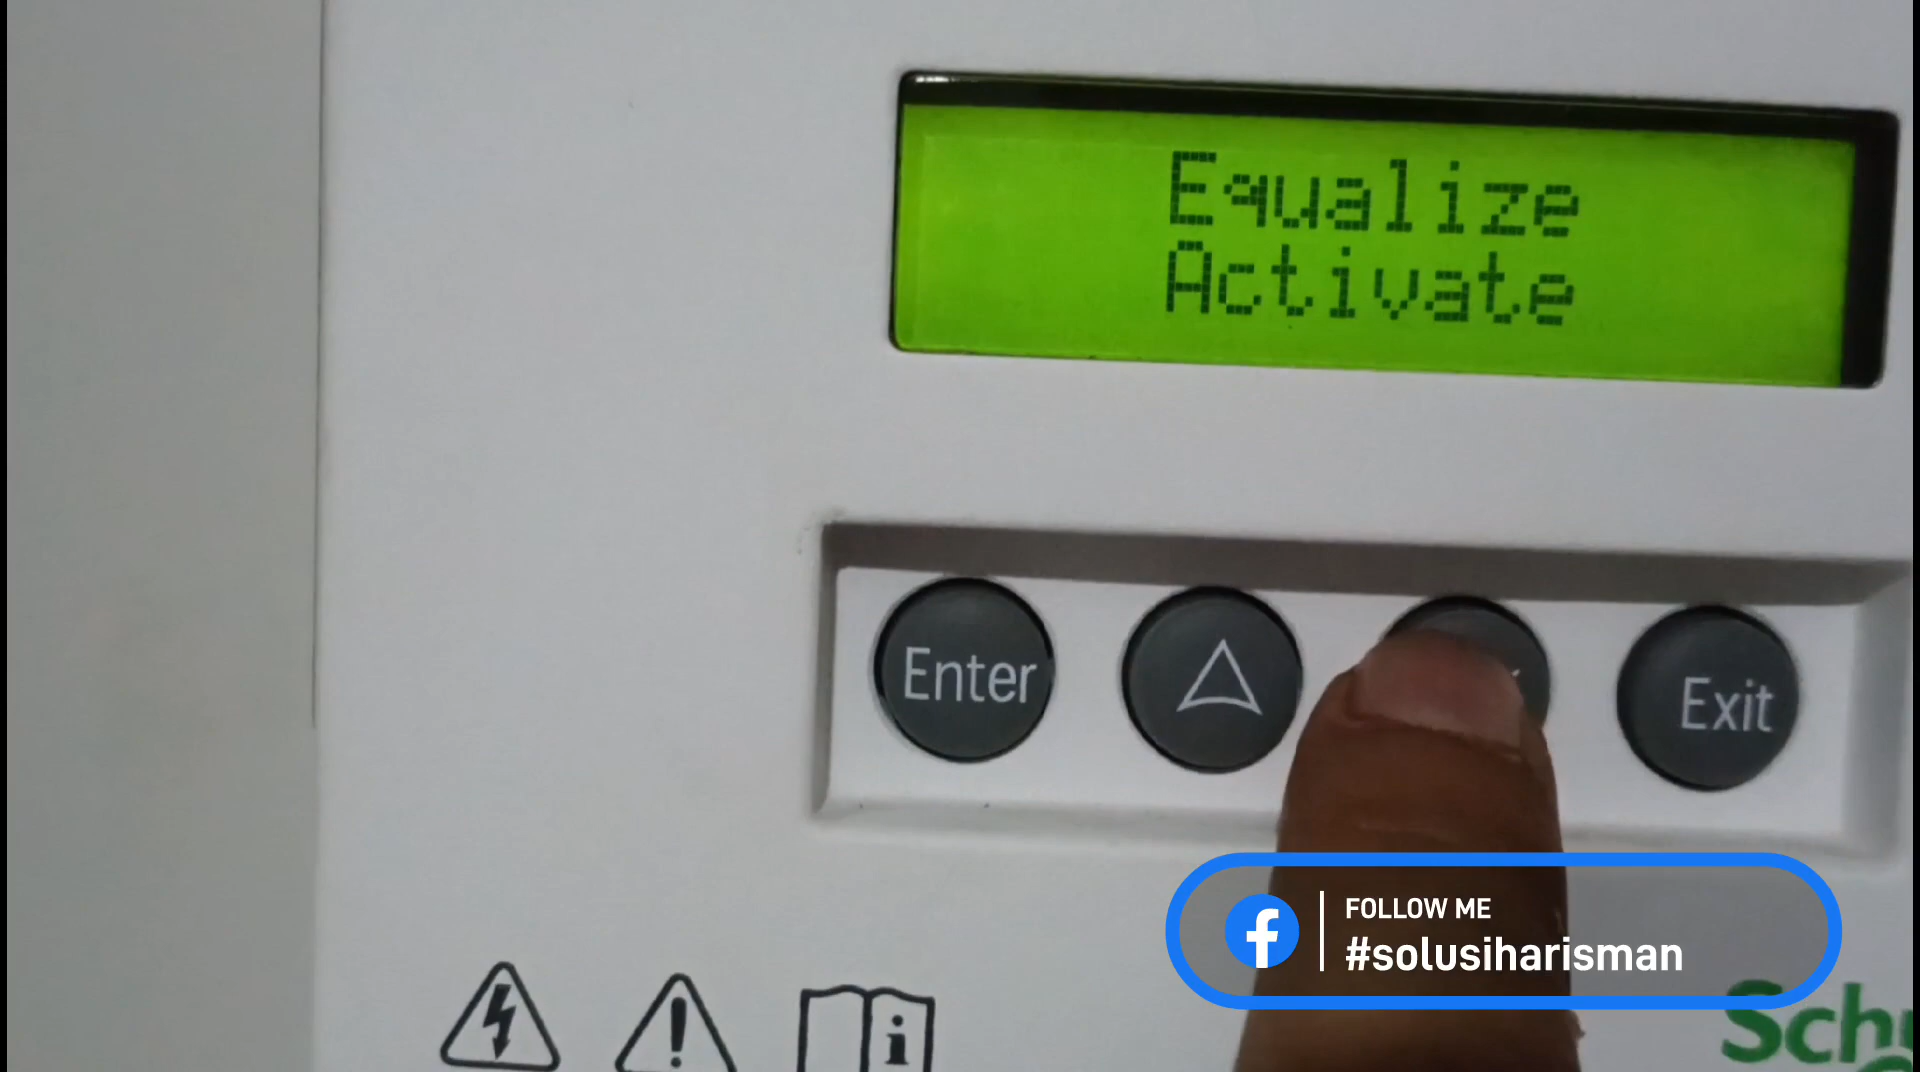 Equalize
Activate
Enter
Exit
FOLLOW ME
#solusiharisman